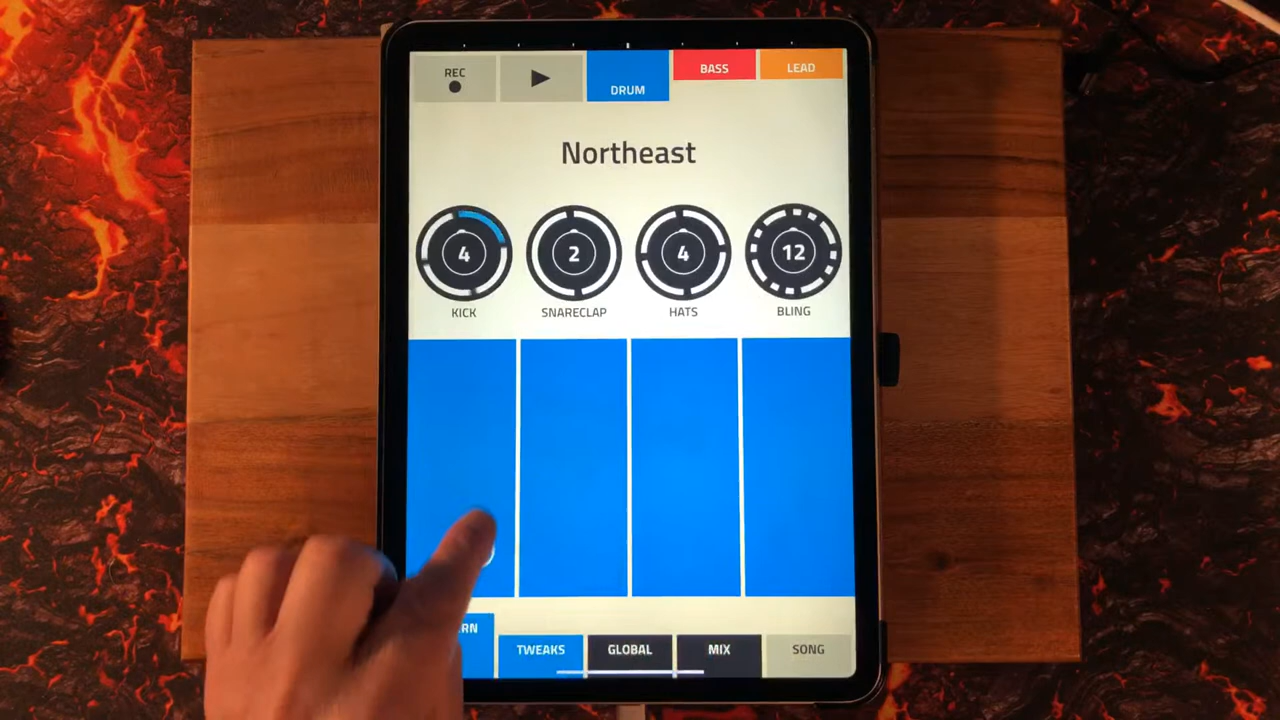 REC
DRUM
BASS
LEAD
Northeast
4
2
4
12
KICK
SNARECLAP
HATS
BLING
TWEAKS
GLOBAL
MIX
SONG